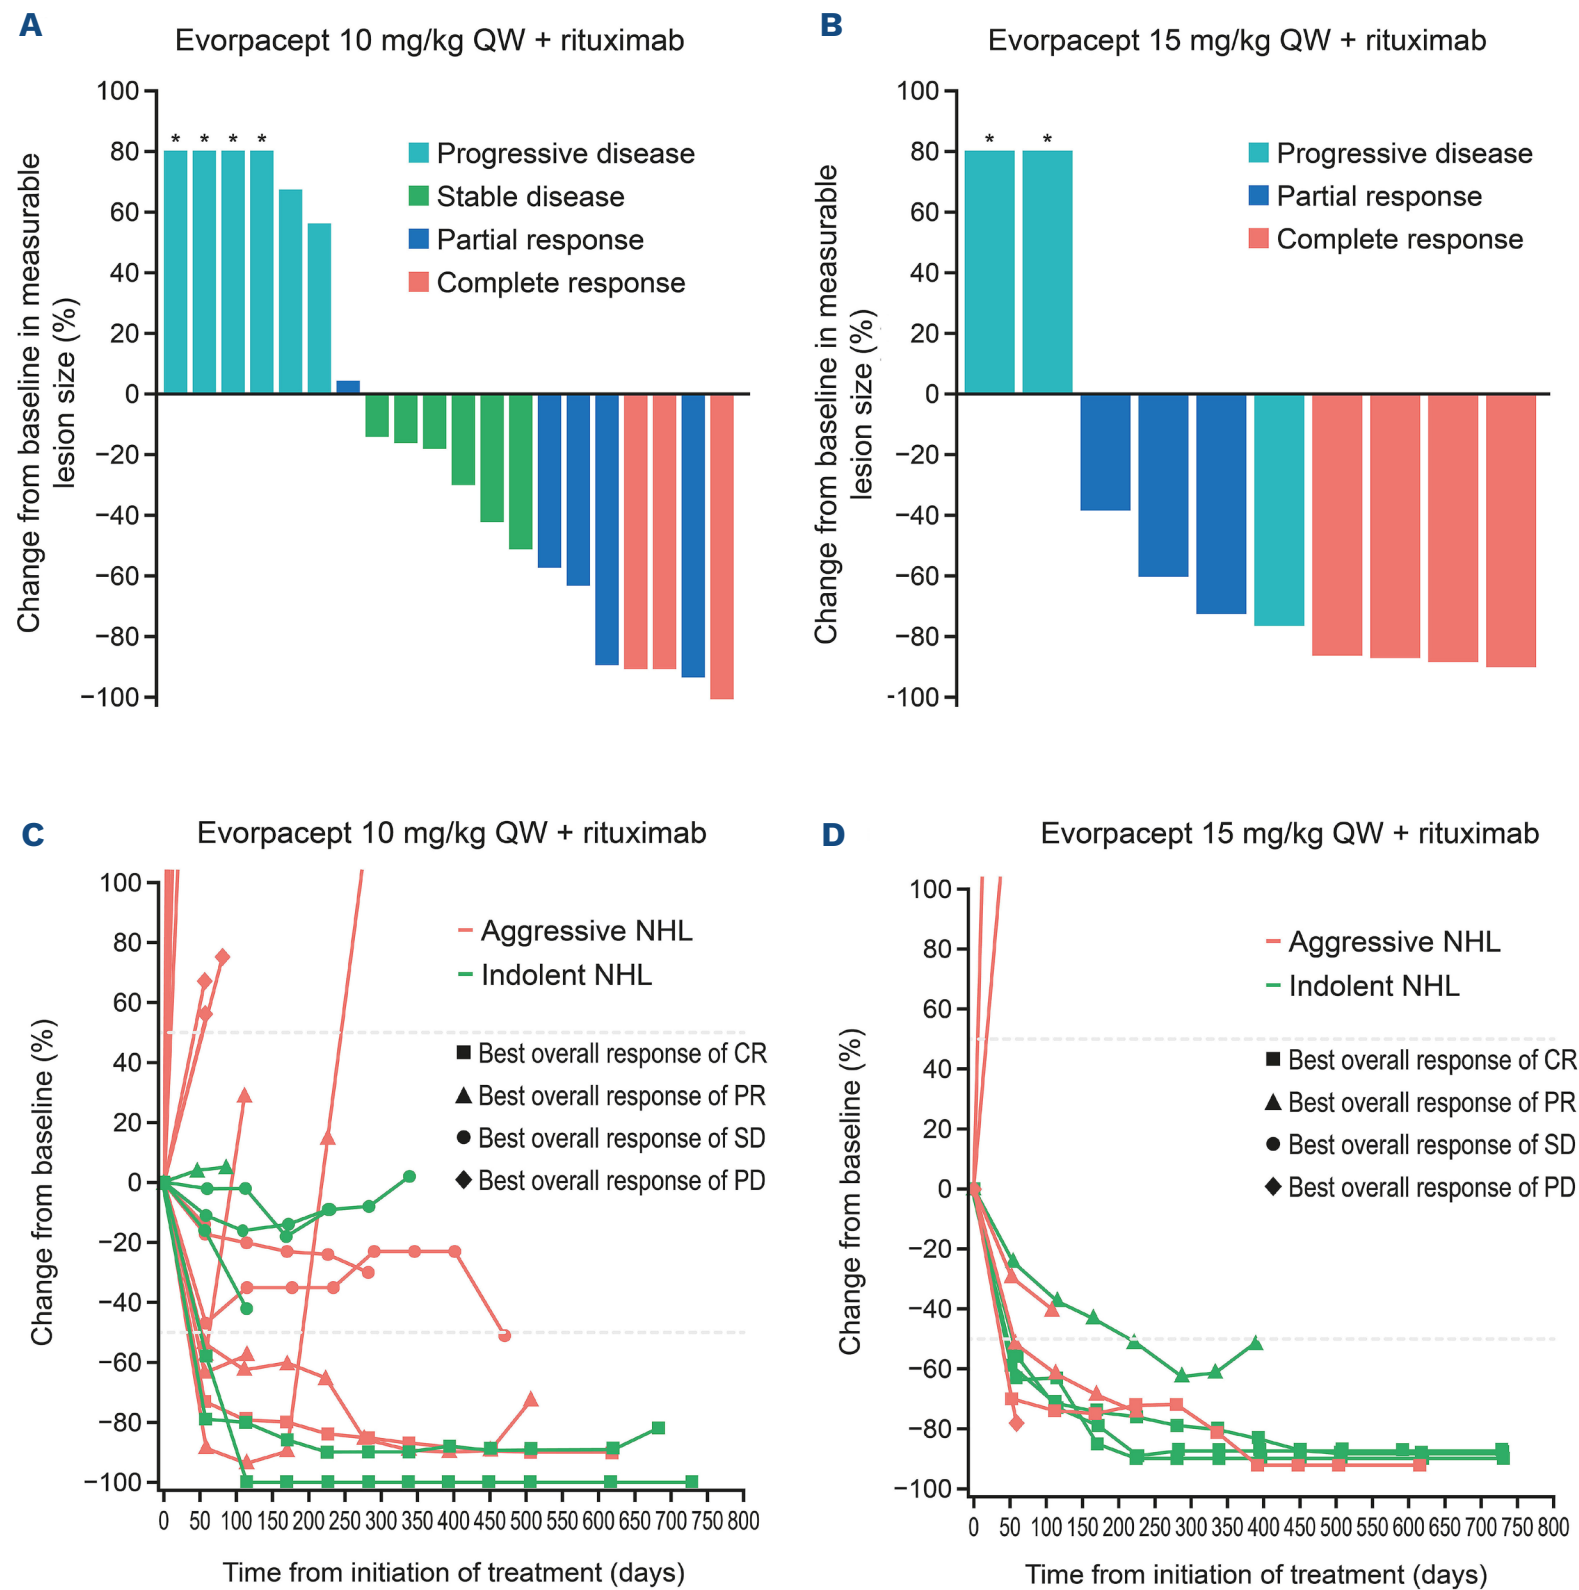 A
Evorpacept 10 mg/kg QW + rituximab
Change from baseline in measurable
lesion size (%)
100
80
60
40
20
0
−20
−40
−60
−80
−100
* * * *
Progressive disease
Stable disease
Partial response
Complete response
B
Evorpacept 15 mg/kg QW + rituximab
Change from baseline in measurable
lesion size (%)
100
80
60
40
20
0
−20
−40
−60
−80
-100
* *
Progressive disease
Partial response
Complete response
C
Evorpacept 10 mg/kg QW + rituximab
Change from baseline (%)
100
80
60
40
20
0
−20
−40
−60
−80
−100
Aggressive NHL
Indolent NHL
Best overall response of CR
Best overall response of PR
Best overall response of SD
Best overall response of PD
0 50 100 150 200 250 300 350 400 450 500 550 600 650 700 750 800
Time from initiation of treatment (days)
D
Evorpacept 15 mg/kg QW + rituximab
Change from baseline (%)
100
80
60
40
20
0
−20
−40
−60
−80
−100
Aggressive NHL
Indolent NHL
Best overall response of CR
Best overall response of PR
Best overall response of SD
Best overall response of PD
0 50 100 150 200 250 300 350 400 450 500 550 600 650 700 750 800
Time from initiation of treatment (days)